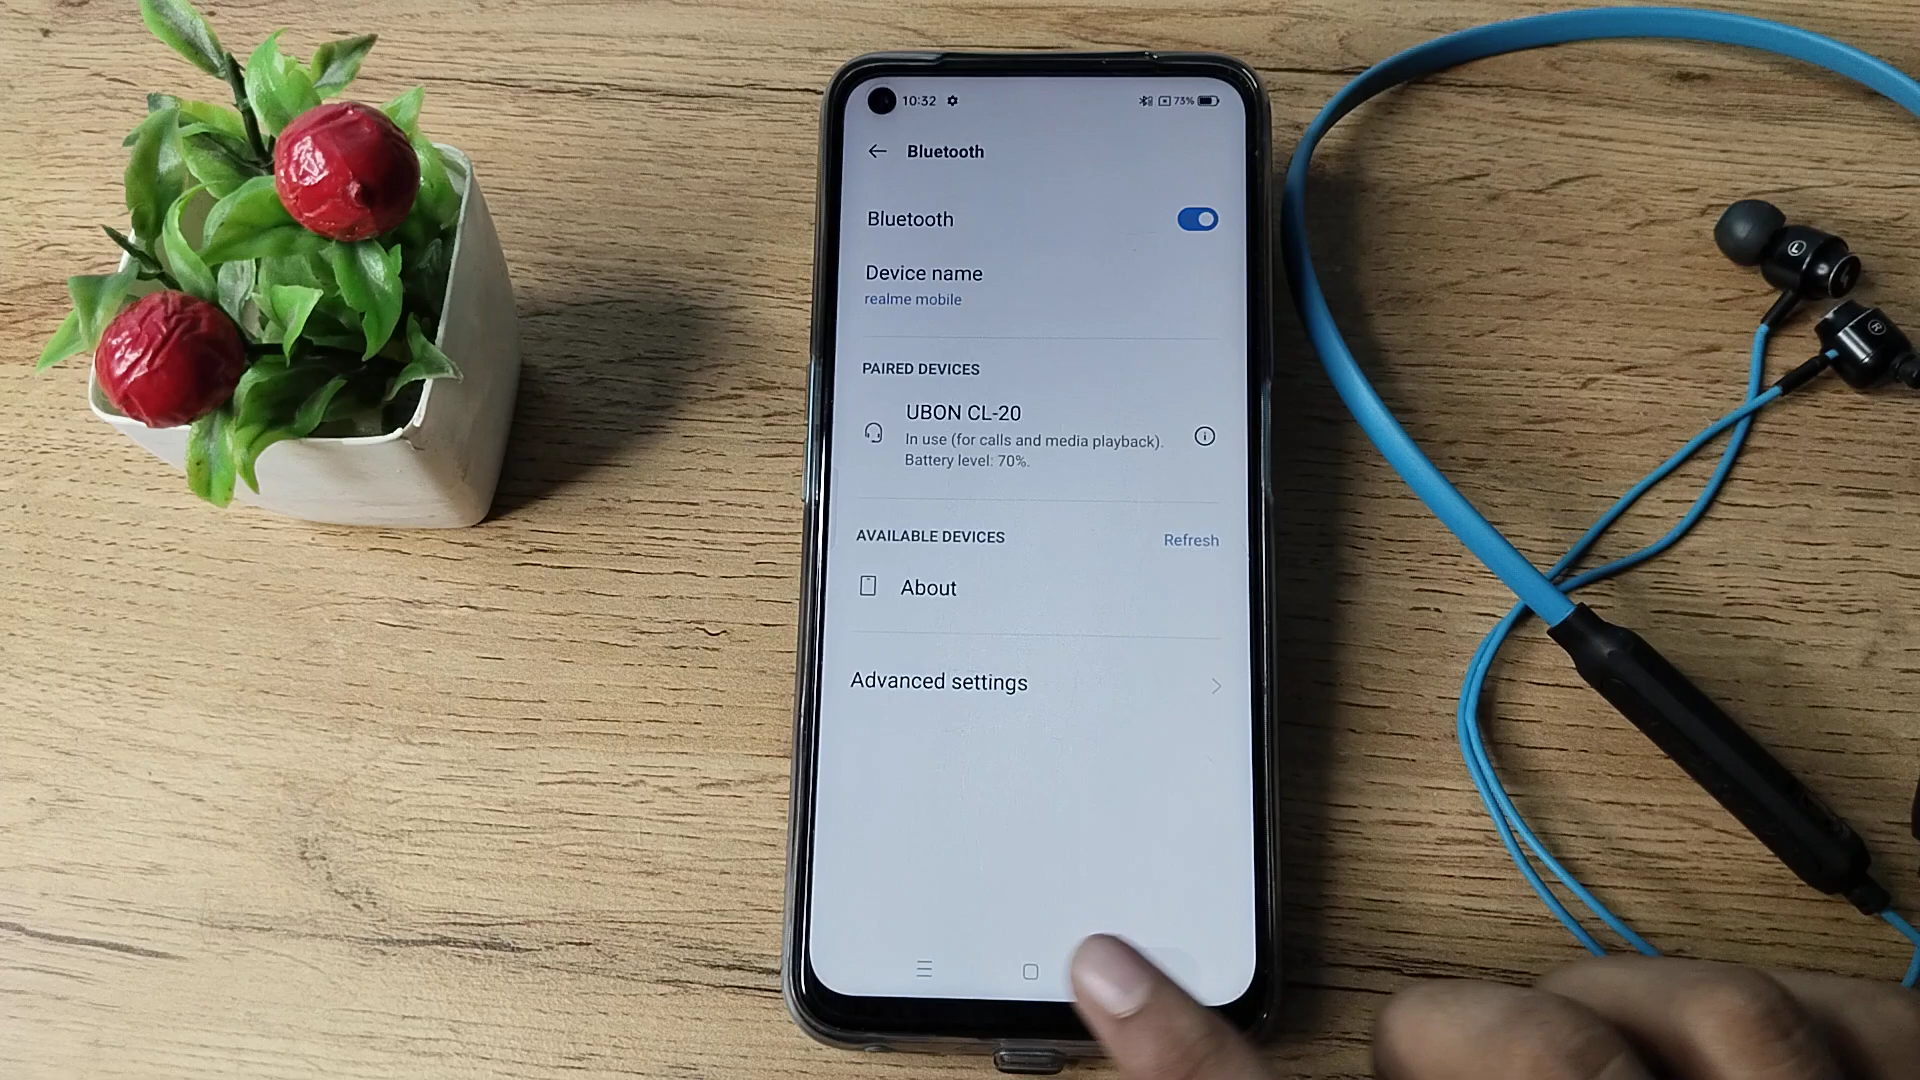 10:32 73%
Bluetooth
Bluetooth
Device name
realme mobile
PAIRED DEVICES
UBON CL-20
In use (for calls and media playback).
Battery level: 70%.
AVAILABLE DEVICES Refresh
About
Advanced settings
L
R